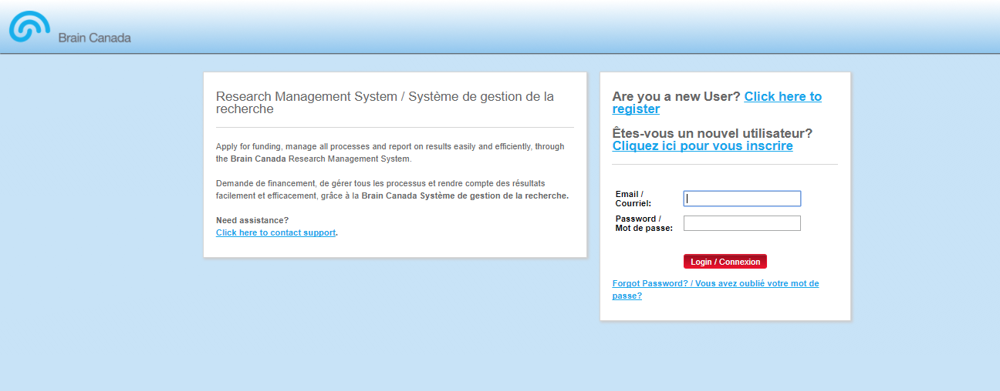 Brain Canada
Research Management System / Système de gestion de la
recherche
Apply for funding, manage all processes and report on results easily and efficiently, through
the Brain Canada Research Management System.
Demande de financement, de gérer tous les processus et rendre compte des résultats
facilement et efficacement, grâce à la Brain Canada Système de gestion de la recherche.
Need assistance?
Click here to contact support.
Are you a new User? Click here to
register
Êtes-vous un nouvel utilisateur?
Cliquez ici pour vous inscrire
Email /
Courriel:
Password /
Mot de passe:
Login / Connexion
Forgot Password? / Vous avez oublié votre mot de
passe?